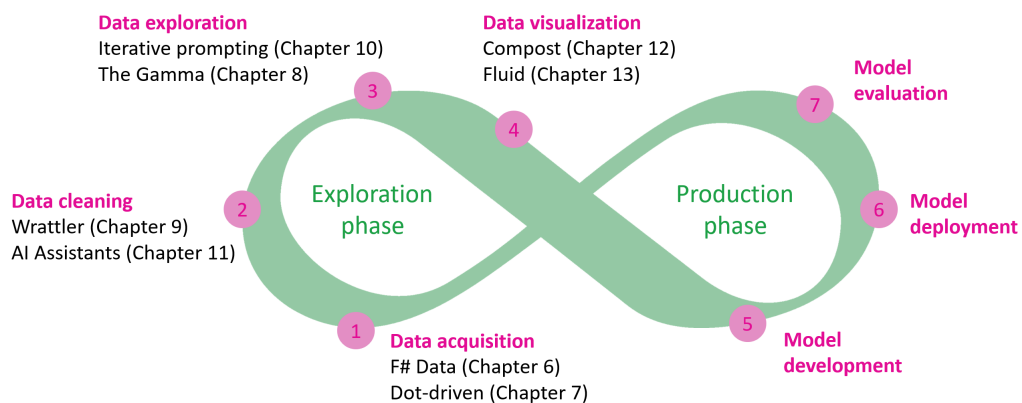 Data exploration
Iterative prompting (Chapter 10)
The Gamma (Chapter 8)
Data visualization
Compost (Chapter 12)
Fluid (Chapter 13)
Model
evaluation
3
4
7
Data cleaning
Wrattler (Chapter 9)
AI Assistants (Chapter 11)
2
Exploration
phase
Production
phase
6
Model
deployment
1
Data acquisition
F# Data (Chapter 6)
Dot-driven (Chapter 7)
5
Model
development